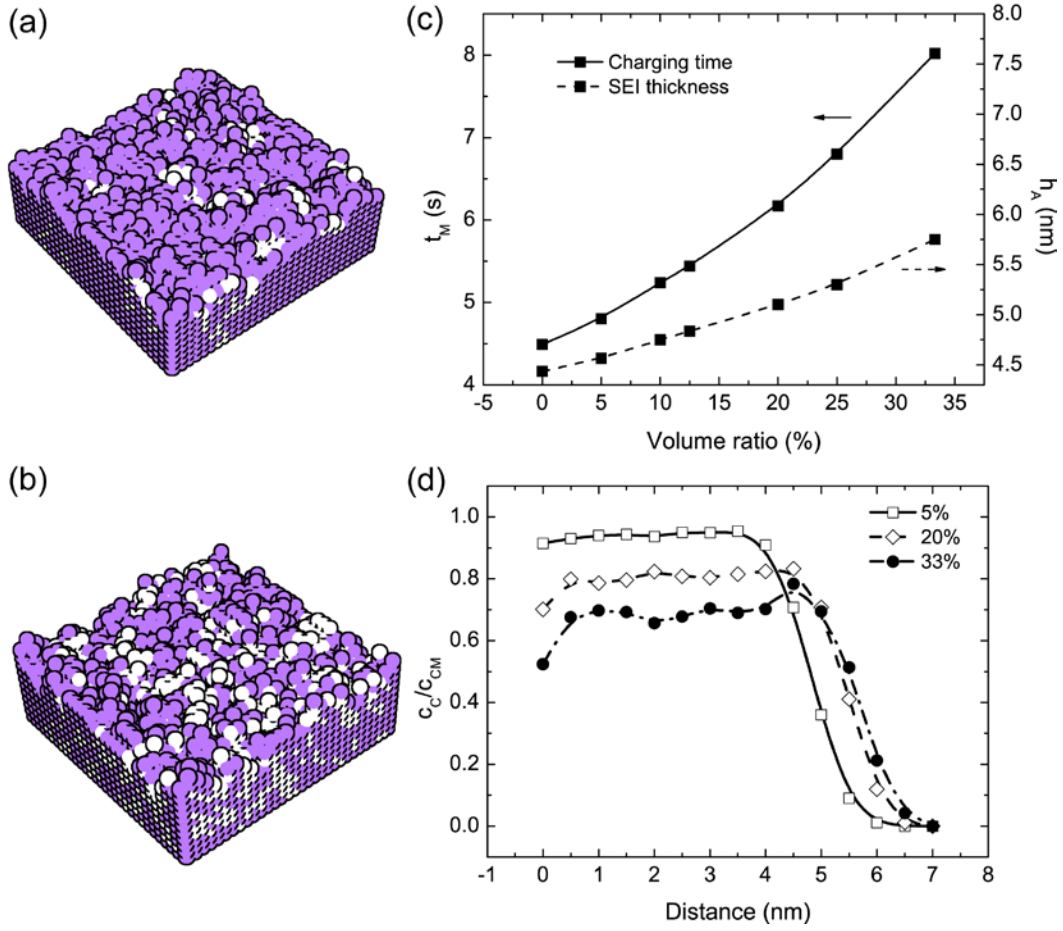 (a)
(b)
(c)
Charging time
SEI thickness
t_M (s)
8
7
6
5
4
h_A (nm)
8.0
7.5
7.0
6.5
6.0
5.5
5.0
4.5
-5 0 5 10 15 20 25 30 35
Volume ratio (%)
(d)
5%
20%
33%
c_C/c_CM
1.0
0.8
0.6
0.4
0.2
0.0
-1 0 1 2 3 4 5 6 7 8
Distance (nm)